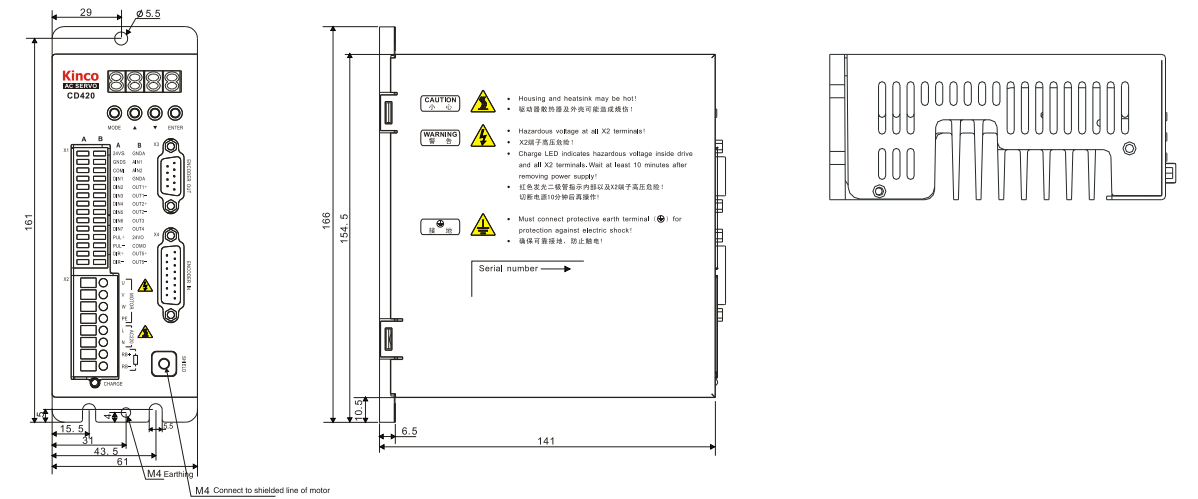 29
ø5.5
Kinco
AC SERVO
CD420
MODE ▲ ▼ ENTER
A B
X1
A B
24VS GNDA
GNDS AIN1
COMI AIN2
DIN1 GNDA
DIN2 OUT1+
DIN3 OUT1-
DIN4 OUT2+
DIN5 OUT2-
DIN6 OUT3
DIN7 OUT4
PUL+ 24VO
PUL- COMO
DIR+ OUT5+
DIR- OUT5-
X3
ENCODER OUT
X4
ENCODER IN
X2
U
V
W
PE
MOTOR
L
N
AC220
RB+
RB-
SHIELD
CHARGE
161
5
4
5.5
15.5
31
43.5
61
M4 Earthing
M4 Connect to shielded line of motor
166
154.5
10.5
6.5
141
CAUTION
小 心
• Housing and heatsink may be hot!
• 驱动器散热器及外壳可能造成烧伤!
WARNING
警 告
• Hazardous voltage at all X2 terminals!
• X2端子高压危险!
• Charge LED indicates hazardous voltage inside drive
and all X2 terminals. Wait at least 10 minutes after
removing power supply!
• 红色发光二极管指示内部以及X2端子高压危险!
切断电源10分钟后再操作!
接 地
• Must connect protective earth terminal (⏚) for
protection against electric shock!
• 确保可靠接地, 防止触电!
Serial number